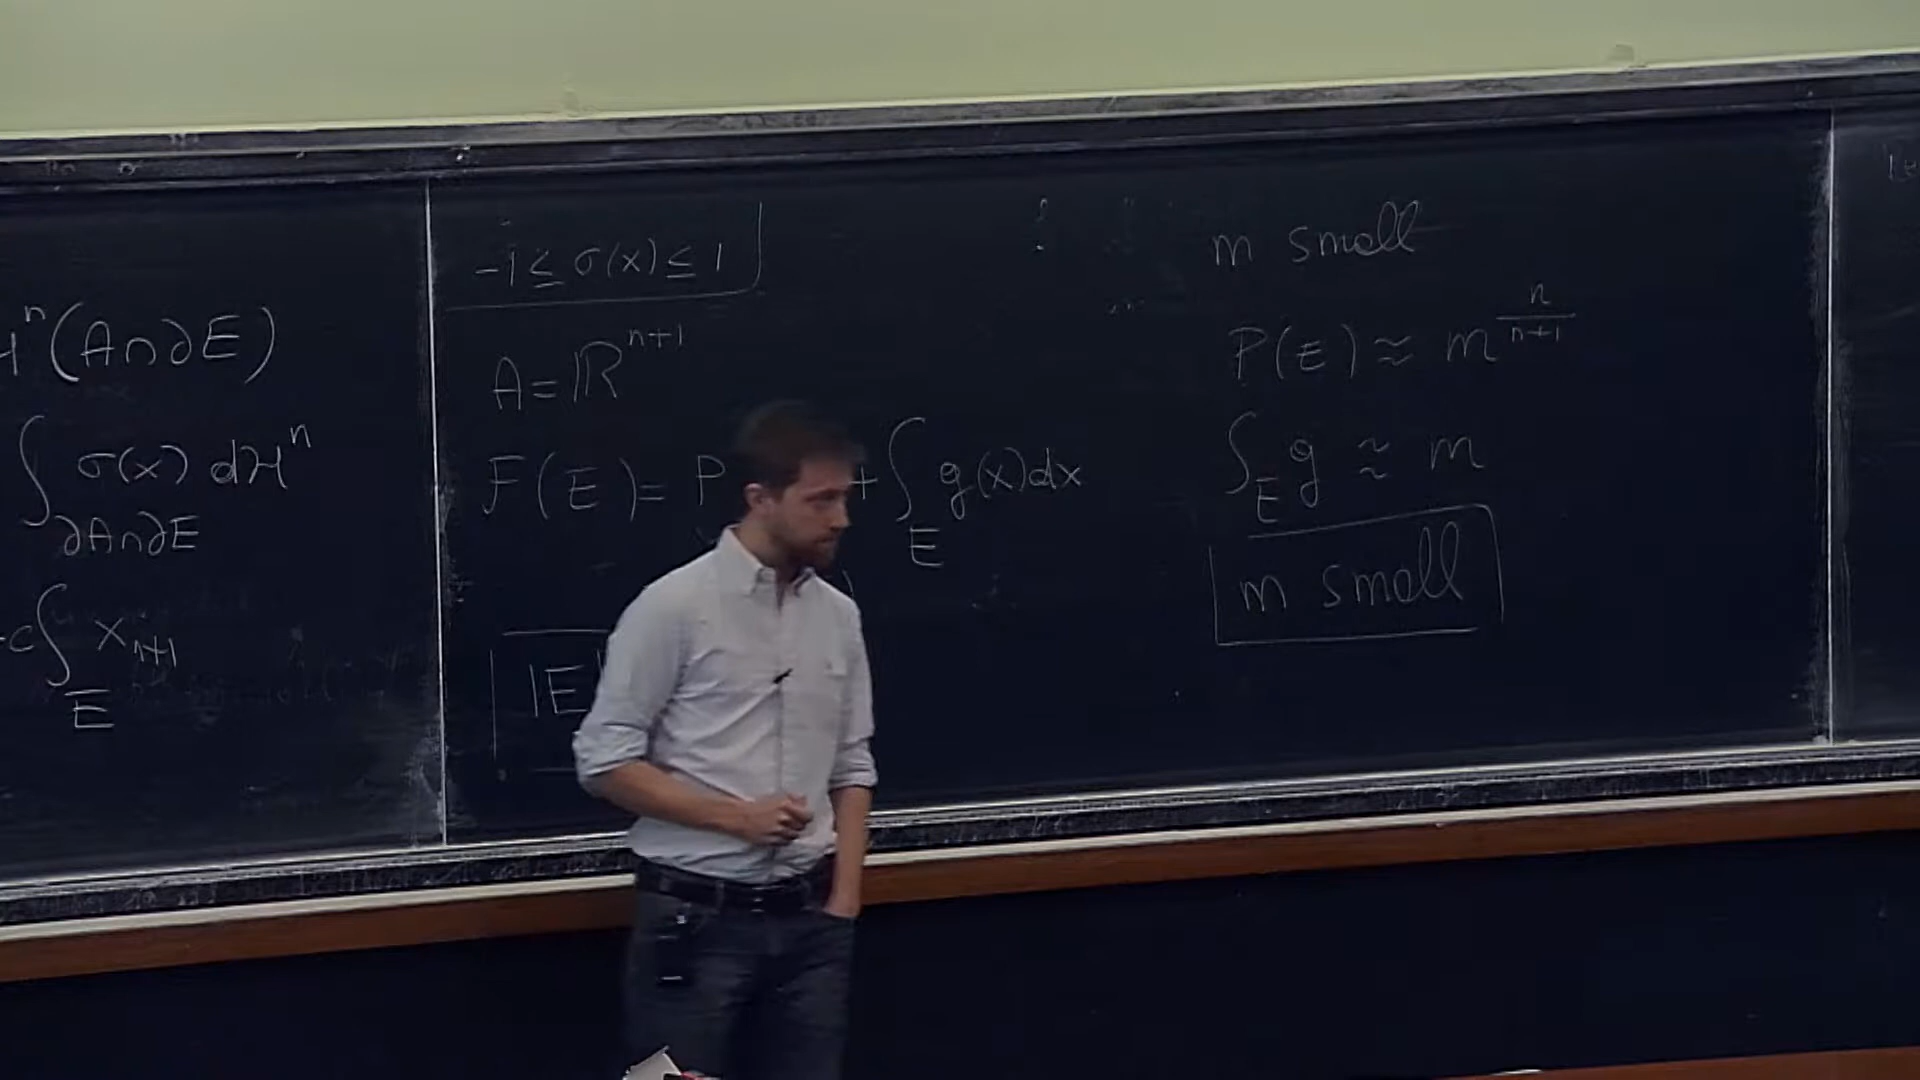 H^n(A∩∂E)
∫_{∂A∩∂E} σ(x) dH^n
-c∫_E x_{n+1}
-1 ≤ σ(x) ≤ 1
A = ℝ^{n+1}
F(E) = P + ∫_E g(x)dx
|E
m small
P(E) ≈ m^{n/(n+1)}
∫_E g ≈ m
m small